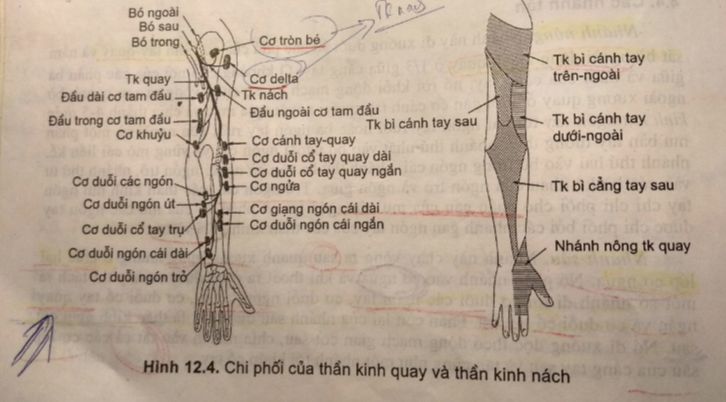 Bó ngoài
Bó sau
Bó trong
Tk quay
Đầu dài cơ tam đầu
Đầu trong cơ tam đầu
Cơ khuỷu
Cơ duỗi các ngón
Cơ duỗi ngón út
Cơ duỗi cổ tay trụ
Cơ duỗi ngón cái dài
Cơ duỗi ngón trỏ
Tk nách
Cơ tròn bé
Cơ delta
Tk nách
Đầu ngoài cơ tam đầu
Cơ cánh tay-quay
Cơ duỗi cổ tay quay dài
Cơ duỗi cổ tay quay ngắn
Cơ ngửa
Cơ giạng ngón cái dài
Cơ duỗi ngón cái ngắn
Tk bì cánh tay
trên-ngoài
Tk bì cánh tay sau
Tk bì cánh tay
dưới-ngoài
Tk bì cẳng tay sau
Nhánh nông tk quay
Hình 12.4. Chi phối của thần kinh quay và thần kinh nách